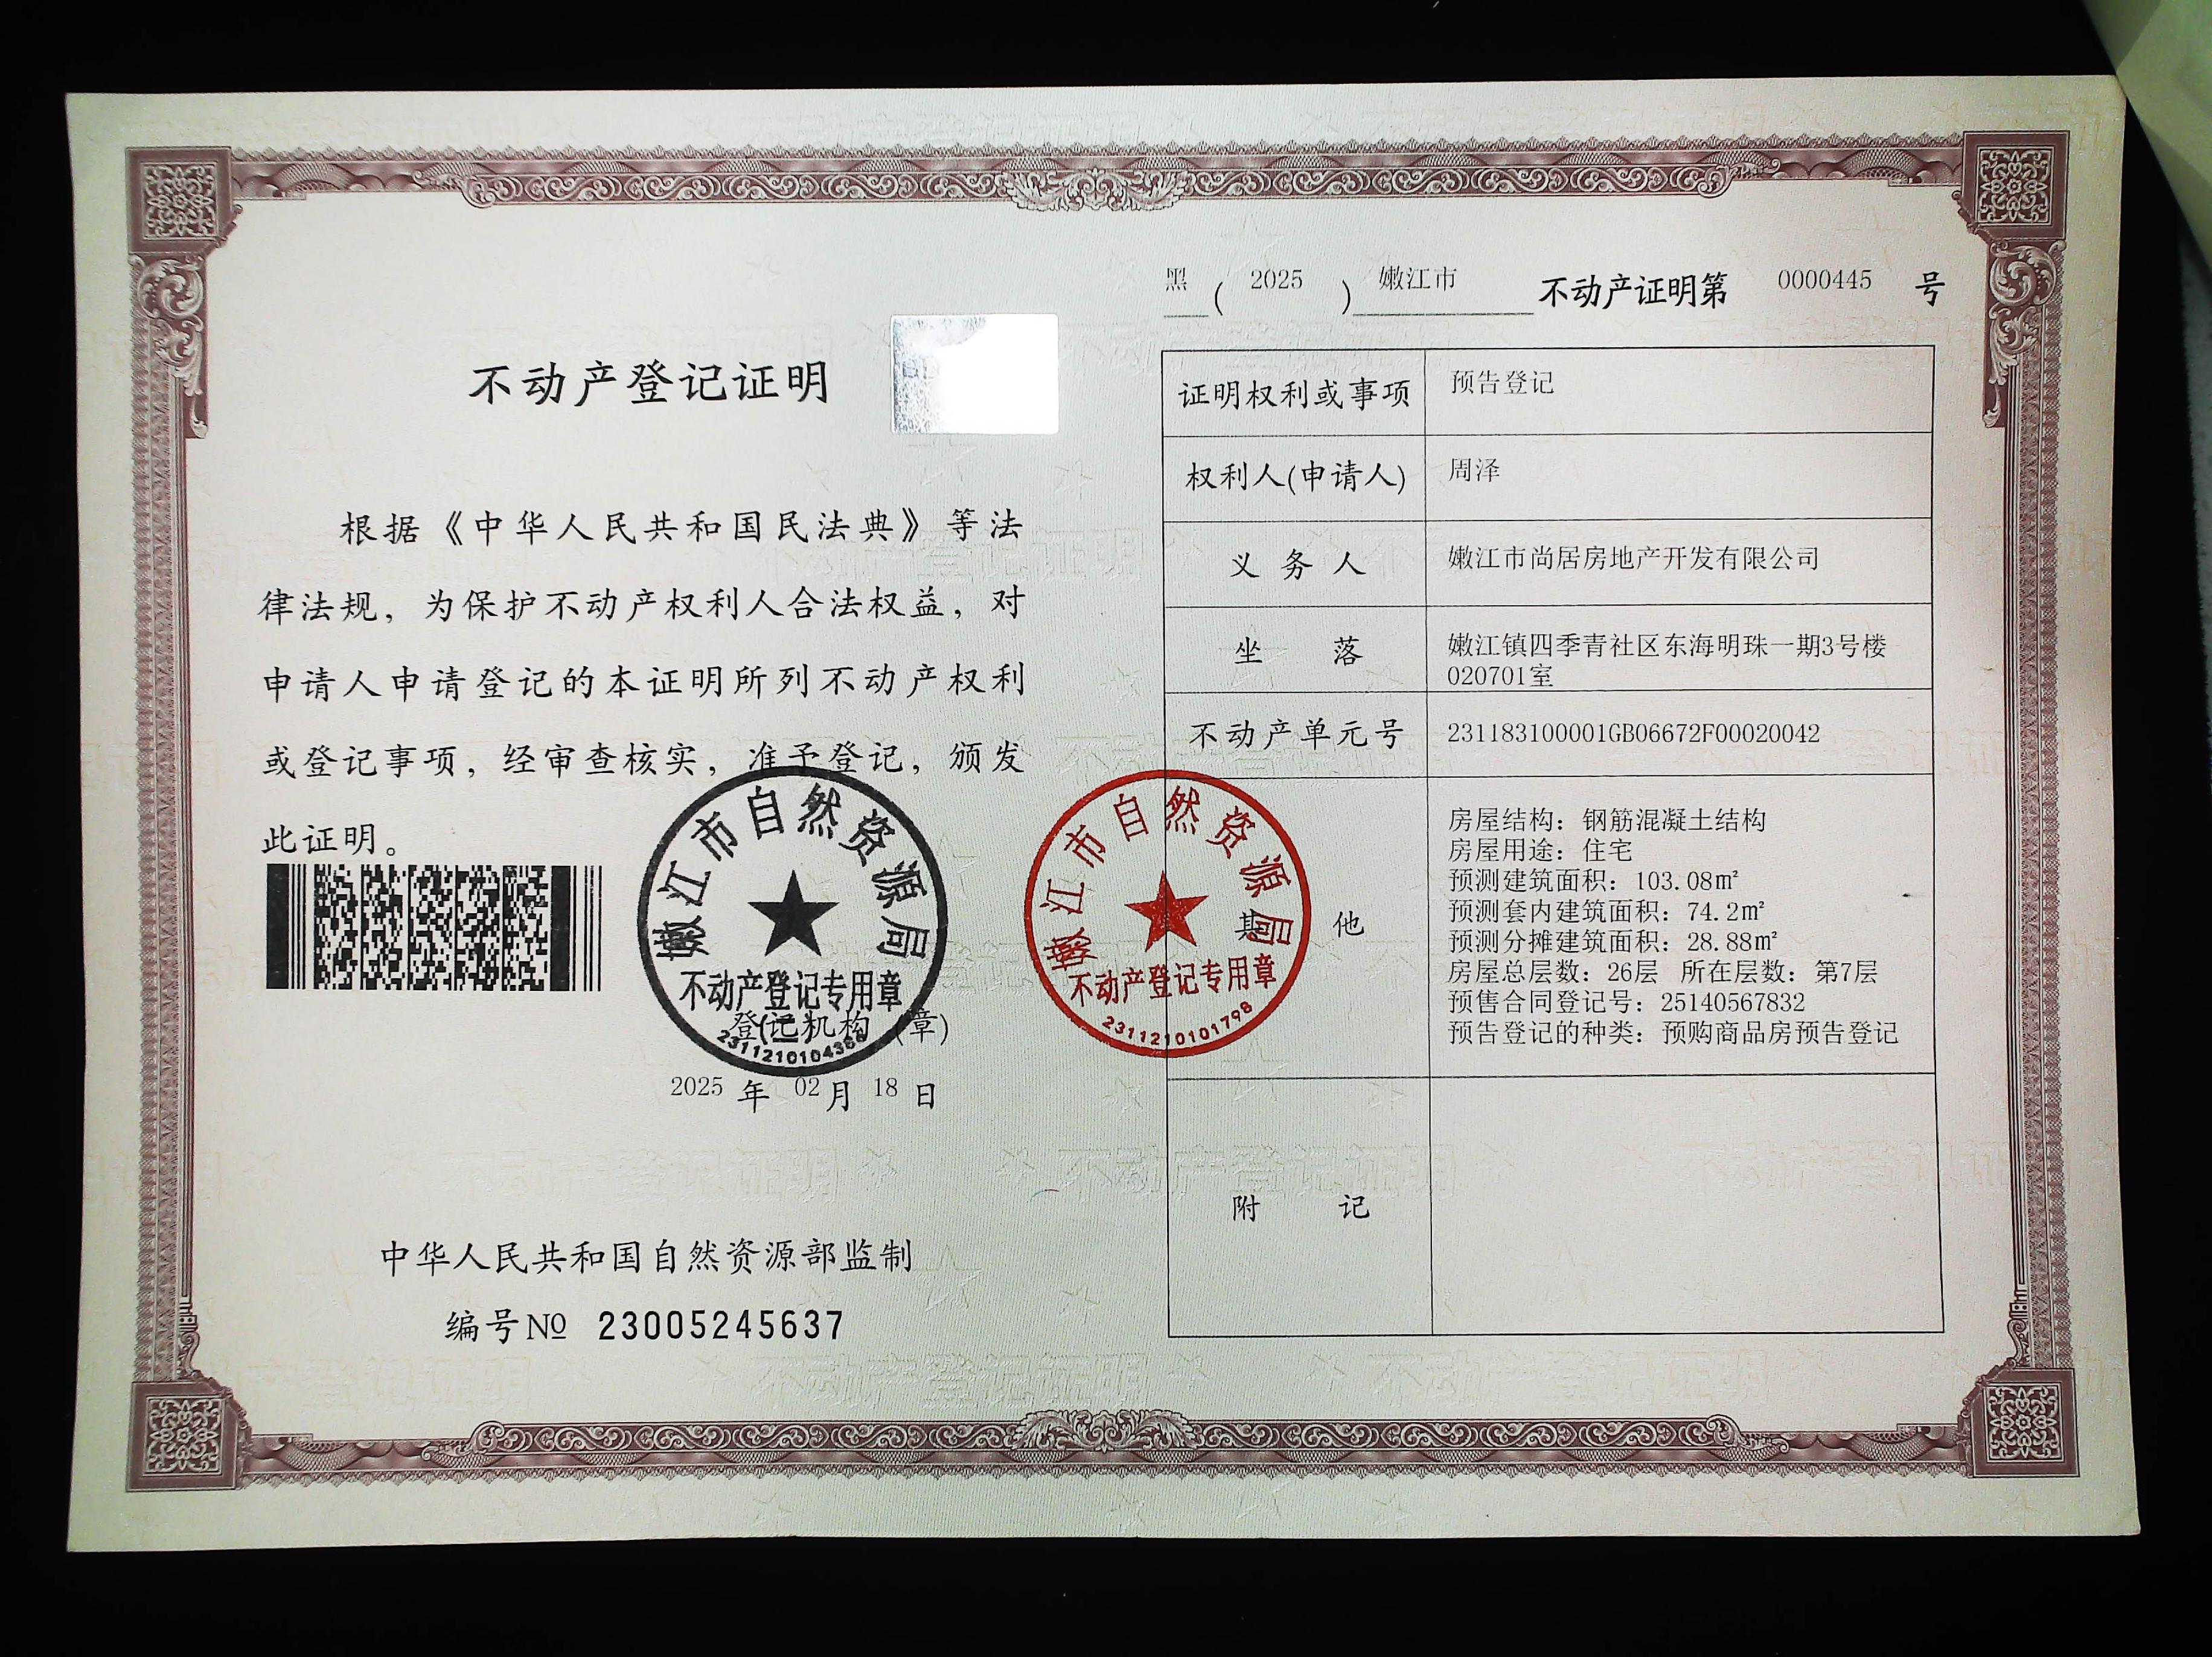 黑 ( 2025 ) 嫩江市 不动产证明第 0000445 号
不动产登记证明
根据《中华人民共和国民法典》等法
律法规，为保护不动产权利人合法权益，对
申请人申请登记的本证明所列不动产权利
或登记事项，经审查核实，准予登记，颁发
此证明。
嫩江市自然资源局
不动产登记专用章
登记机构 (章)
2025 年 02 月 18 日
中华人民共和国自然资源部监制
编号№ 23005245637
证明权利或事项 预告登记
权利人(申请人) 周泽
义务人 嫩江市尚居房地产开发有限公司
坐落 嫩江镇四季青社区东海明珠一期3号楼
020701室
不动产单元号 231183100001GB06672F00020042
其他
房屋结构：钢筋混凝土结构
房屋用途：住宅
预测建筑面积：103.08㎡
预测套内建筑面积：74.2㎡
预测分摊建筑面积：28.88㎡
房屋总层数：26层 所在层数：第7层
预售合同登记号：25140567832
预告登记的种类：预购商品房预告登记
嫩江市自然资源局
不动产登记专用章
2311210101798
附记